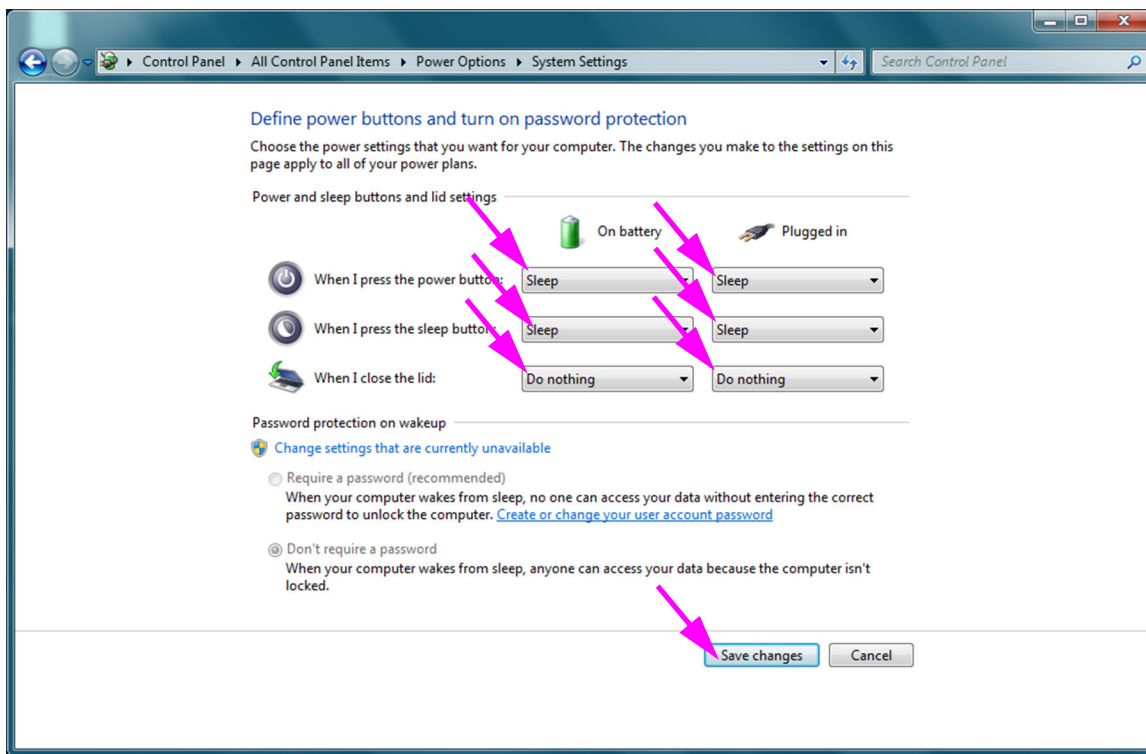 Control Panel All Control Panel Items Power Options System Settings Search Control Panel
Define power buttons and turn on password protection
Choose the power settings that you want for your computer. The changes you make to the settings on this
page apply to all of your power plans.
Power and sleep buttons and lid settings
On battery Plugged in
When I press the power button: Sleep Sleep
When I press the sleep button: Sleep Sleep
When I close the lid: Do nothing Do nothing
Password protection on wakeup
Change settings that are currently unavailable
Require a password (recommended)
When your computer wakes from sleep, no one can access your data without entering the correct
password to unlock the computer. Create or change your user account password
Don't require a password
When your computer wakes from sleep, anyone can access your data because the computer isn't
locked.
Save changes Cancel